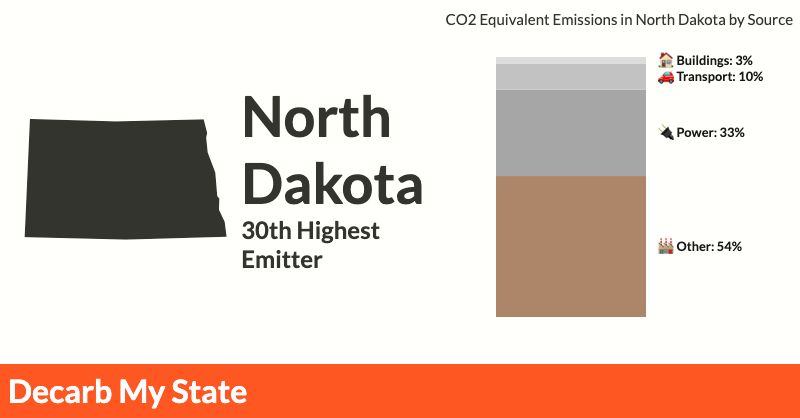 CO2 Equivalent Emissions in North Dakota by Source
North
Dakota
30th Highest
Emitter
Buildings: 3%
Transport: 10%
Power: 33%
Other: 54%
Decarb My State